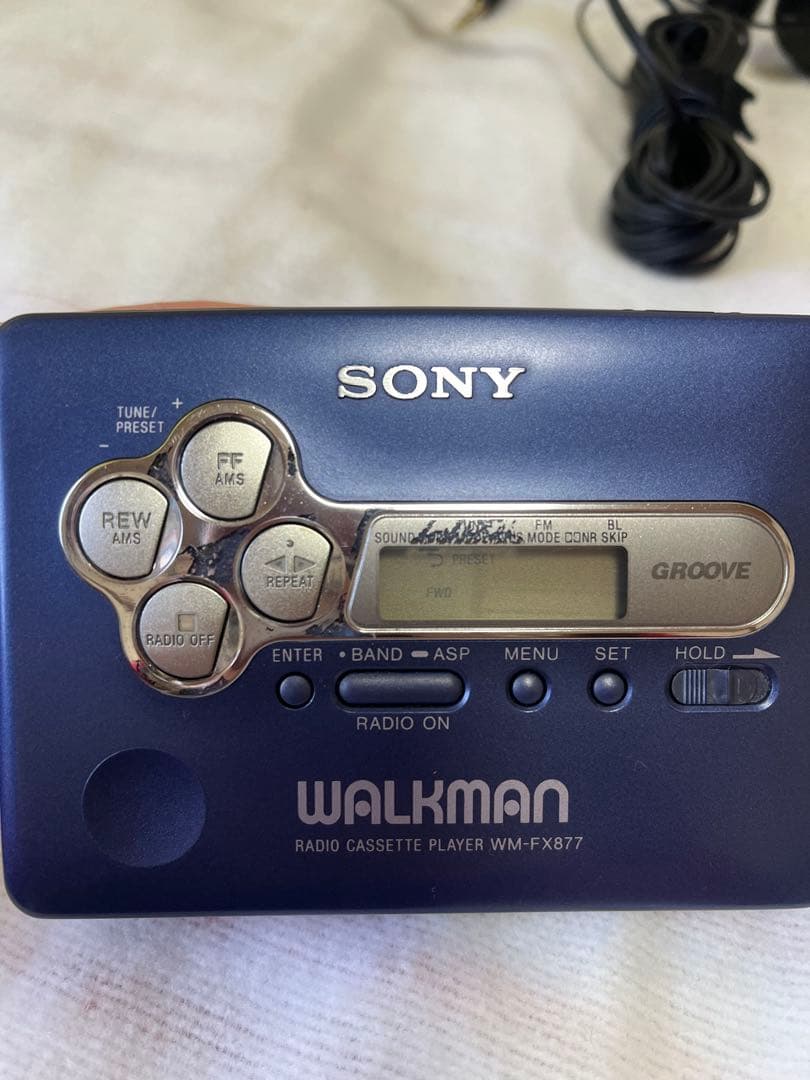 SONY
TUNE/ +
PRESET
−
FF
AMS
REW
AMS
REPEAT
RADIO OFF
SOUND
FM
MODE
NR
BL
SKIP
PRESET
FWD
GROOVE
ENTER
• BAND ━ ASP
RADIO ON
MENU
SET
HOLD
WALKMAN
RADIO CASSETTE PLAYER WM-FX877